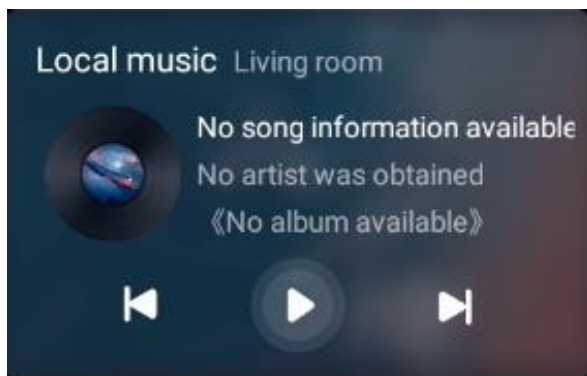 Local music Living room
No song information available
No artist was obtained
《No album available》